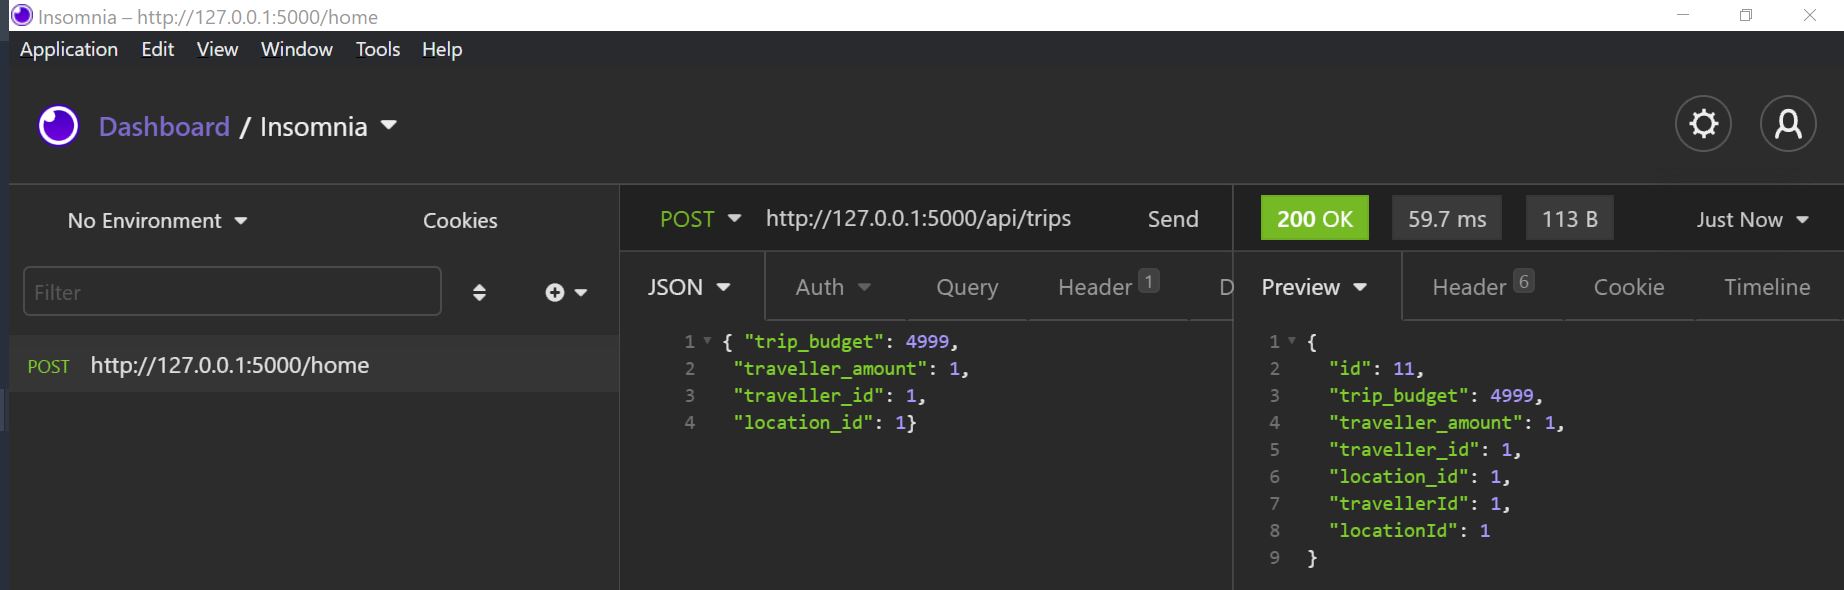 Insomnia – http://127.0.0.1:5000/home
Application Edit View Window Tools Help
Dashboard / Insomnia
No Environment Cookies
Filter
POST http://127.0.0.1:5000/home
POST http://127.0.0.1:5000/api/trips Send
JSON Auth Query Header 1 D
1 { "trip_budget": 4999,
2 "traveller_amount": 1,
3 "traveller_id": 1,
4 "location_id": 1}
200 OK 59.7 ms 113 B Just Now
Preview Header 6 Cookie Timeline
1 {
2 "id": 11,
3 "trip_budget": 4999,
4 "traveller_amount": 1,
5 "traveller_id": 1,
6 "location_id": 1,
7 "travellerId": 1,
8 "locationId": 1
9 }